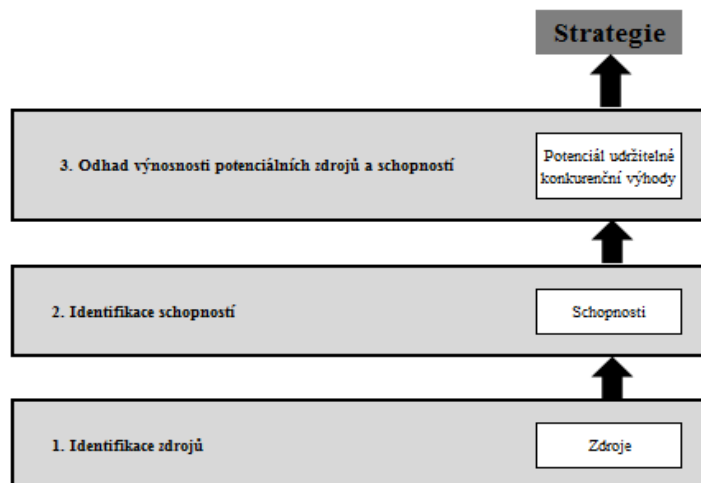 Strategie
3. Odhad výnosnosti potenciálních zdrojů a schopností
Potenciál udržitelné
konkurenční výhody
2. Identifikace schopností
Schopnosti
1. Identifikace zdrojů
Zdroje